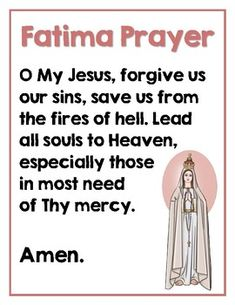 Fatima Prayer
O My Jesus, forgive us
our sins, save us from
the fires of hell. Lead
all souls to Heaven,
especially those
in most need
of Thy mercy.
Amen.